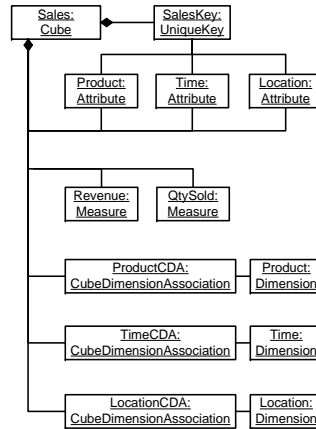 Sales:
Cube
SalesKey:
UniqueKey
Product:
Attribute
Time:
Attribute
Location:
Attribute
Revenue:
Measure
QtySold:
Measure
ProductCDA:
CubeDimensionAssociation
Product:
Dimension
TimeCDA:
CubeDimensionAssociation
Time:
Dimension
LocationCDA:
CubeDimensionAssociation
Location:
Dimension